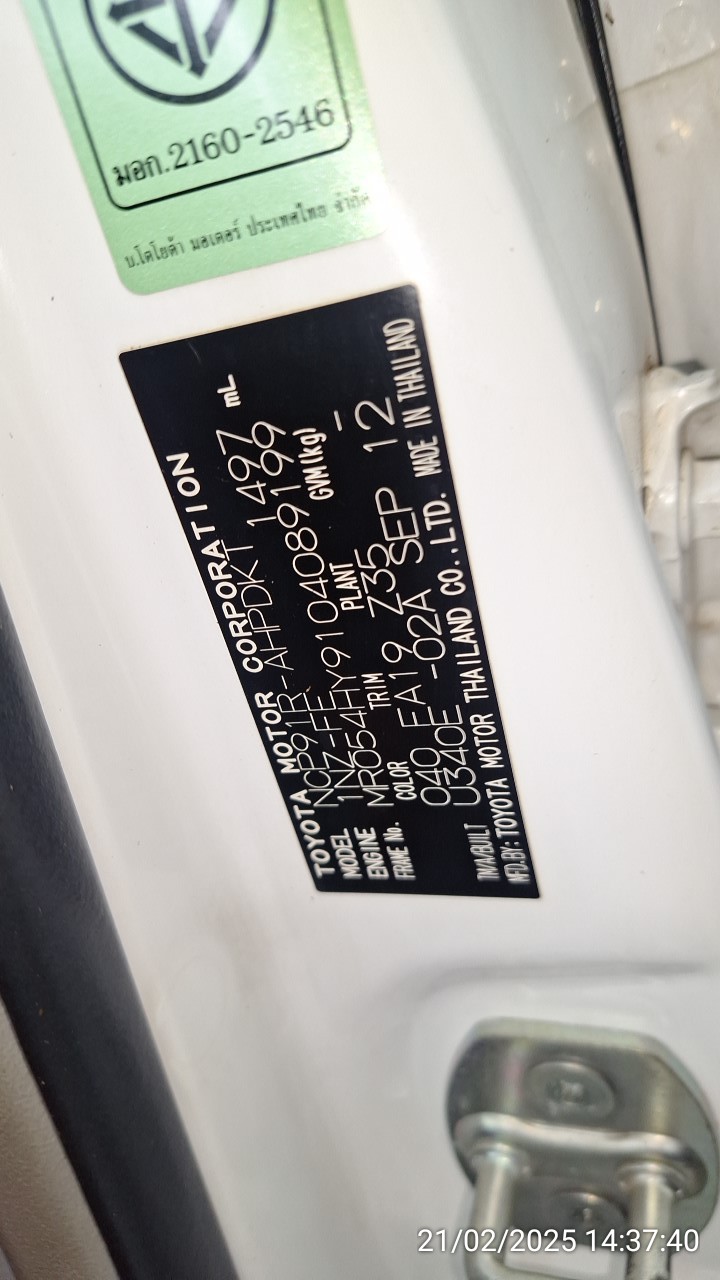 มอก.2160-2546
บ.โตโยต้า มอเตอร์ ประเทศไทย จำกัด
TOYOTA MOTOR CORPORATION
MODEL NCP91R-AHPDKT 1497 mL
ENGINE 1NZ-FE
FRAME No. MR054HY9104089199
COLOR TRIM PLANT GVM(kg)
040 EA19 Z35 -
T/M/A/BUILT U340E -02A SEP 12
MFD.BY: TOYOTA MOTOR THAILAND CO.,LTD. MADE IN THAILAND
21/02/2025 14:37:40